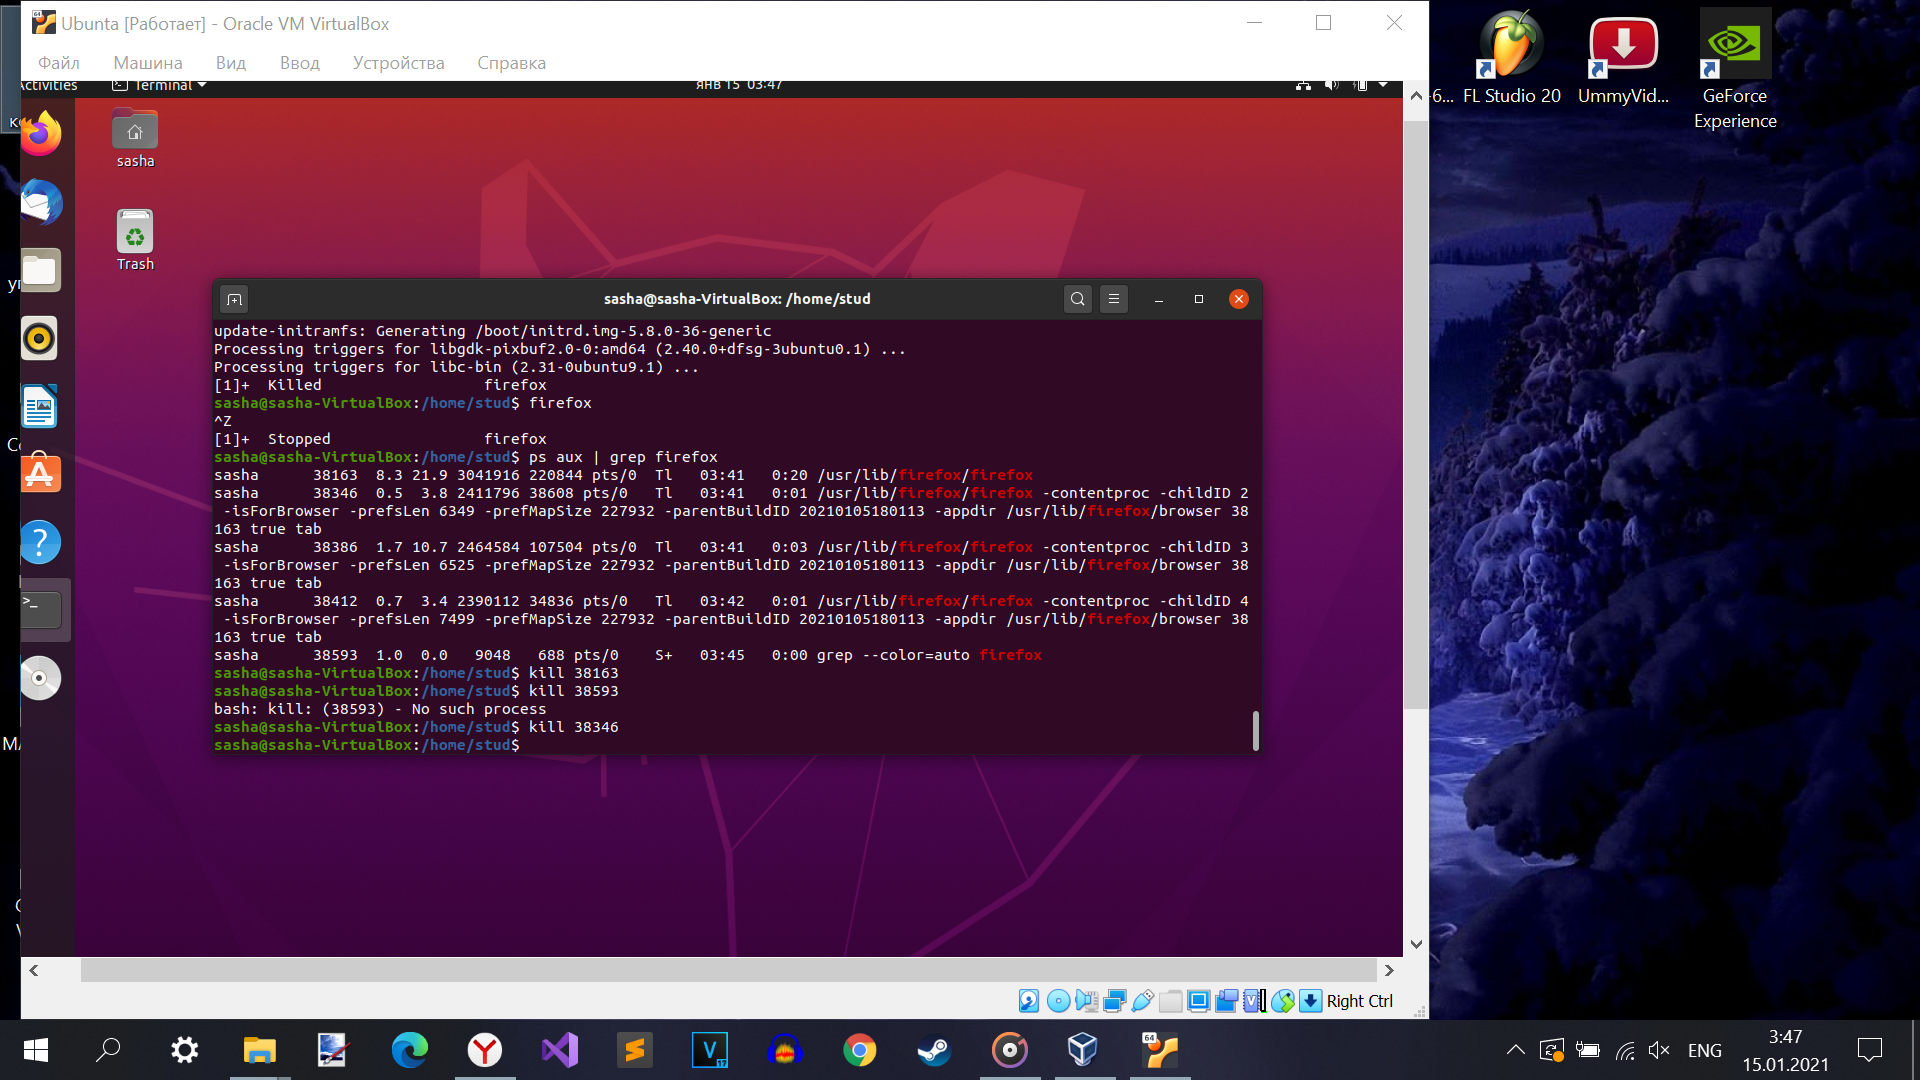 Ubunta [Работает] - Oracle VM VirtualBox
Файл Машина Вид Ввод Устройства Справка
Activities Terminal янв 15 03:47
sasha
Trash
sasha@sasha-VirtualBox: /home/stud
update-initramfs: Generating /boot/initrd.img-5.8.0-36-generic
Processing triggers for libgdk-pixbuf2.0-0:amd64 (2.40.0+dfsg-3ubuntu0.1) ...
Processing triggers for libc-bin (2.31-0ubuntu9.1) ...
[1]+  Killed                  firefox
sasha@sasha-VirtualBox:/home/stud$ firefox
^Z
[1]+  Stopped                 firefox
sasha@sasha-VirtualBox:/home/stud$ ps aux | grep firefox
sasha      38163  8.3 21.9 3041916 220844 pts/0  Tl   03:41   0:20 /usr/lib/firefox/firefox
sasha      38346  0.5  3.8 2411796 38608 pts/0   Tl   03:41   0:01 /usr/lib/firefox/firefox -contentproc -childID 2
-isForBrowser -prefsLen 6349 -prefMapSize 227932 -parentBuildID 20210105180113 -appdir /usr/lib/firefox/browser 38
163 true tab
sasha      38386  1.7 10.7 2464584 107504 pts/0  Tl   03:41   0:03 /usr/lib/firefox/firefox -contentproc -childID 3
-isForBrowser -prefsLen 6525 -prefMapSize 227932 -parentBuildID 20210105180113 -appdir /usr/lib/firefox/browser 38
163 true tab
sasha      38412  0.7  3.4 2390112 34836 pts/0   Tl   03:42   0:01 /usr/lib/firefox/firefox -contentproc -childID 4
-isForBrowser -prefsLen 7499 -prefMapSize 227932 -parentBuildID 20210105180113 -appdir /usr/lib/firefox/browser 38
163 true tab
sasha      38593  1.0  0.0   9048   688 pts/0    S+   03:45   0:00 grep --color=auto firefox
sasha@sasha-VirtualBox:/home/stud$ kill 38163
sasha@sasha-VirtualBox:/home/stud$ kill 38593
bash: kill: (38593) - No such process
sasha@sasha-VirtualBox:/home/stud$ kill 38346
sasha@sasha-VirtualBox:/home/stud$
Right Ctrl
-6... FL Studio 20 UmmyVid... GeForce
Experience
ENG
3:47
15.01.2021